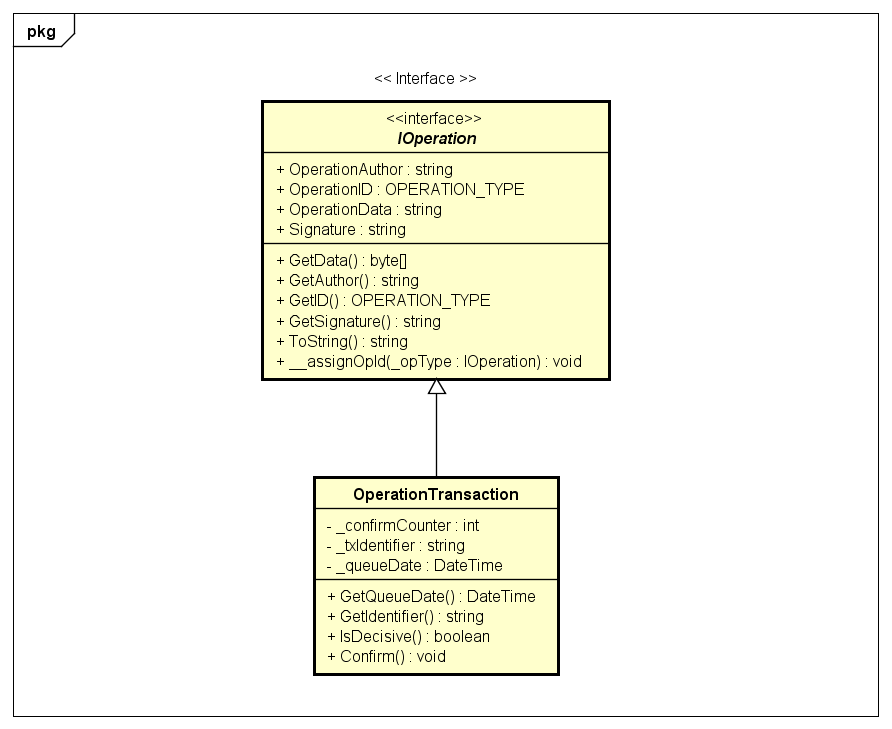 pkg
<< Interface >>
<<interface>>
IOperation
+ OperationAuthor : string
+ OperationID : OPERATION_TYPE
+ OperationData : string
+ Signature : string
+ GetData() : byte[]
+ GetAuthor() : string
+ GetID() : OPERATION_TYPE
+ GetSignature() : string
+ ToString() : string
+ __assignOpId(_opType : IOperation) : void
OperationTransaction
- _confirmCounter : int
- _txIdentifier : string
- _queueDate : DateTime
+ GetQueueDate() : DateTime
+ GetIdentifier() : string
+ IsDecisive() : boolean
+ Confirm() : void